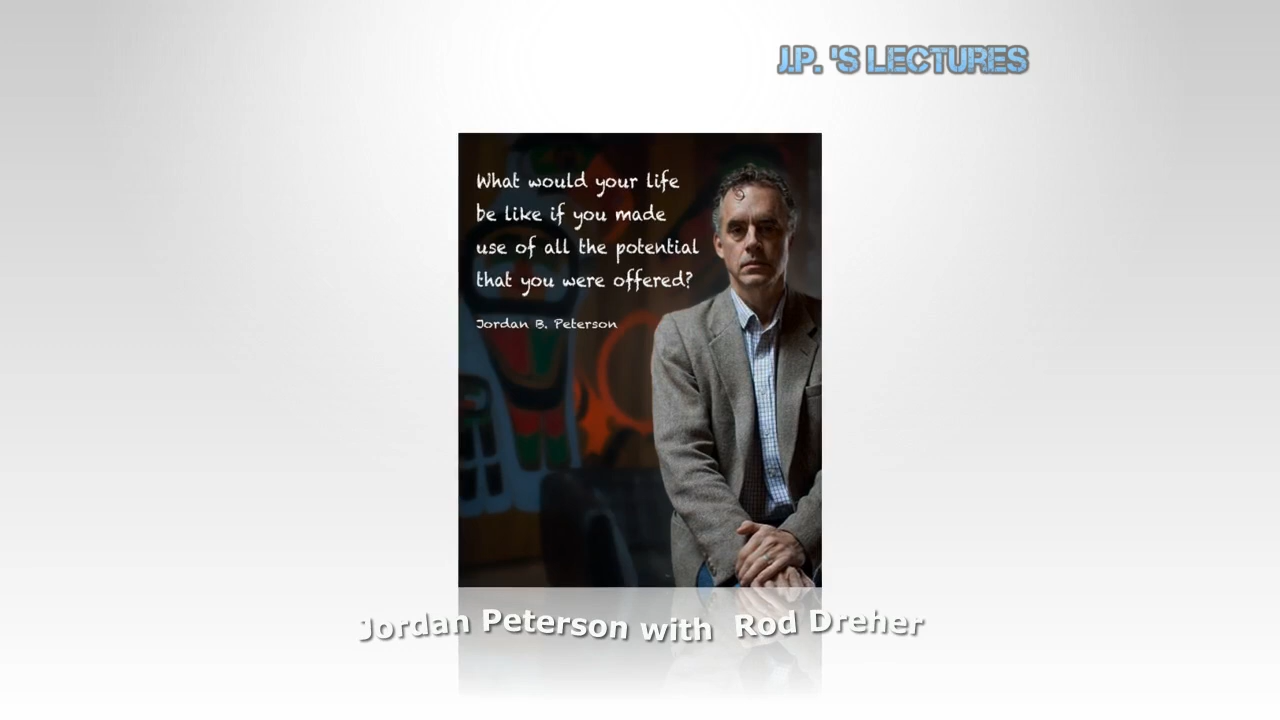 J.P. 'S LECTURES
What would your life
be like if you made
use of all the potential
that you were offered?
Jordan B. Peterson
Jordan Peterson with Rod Dreher